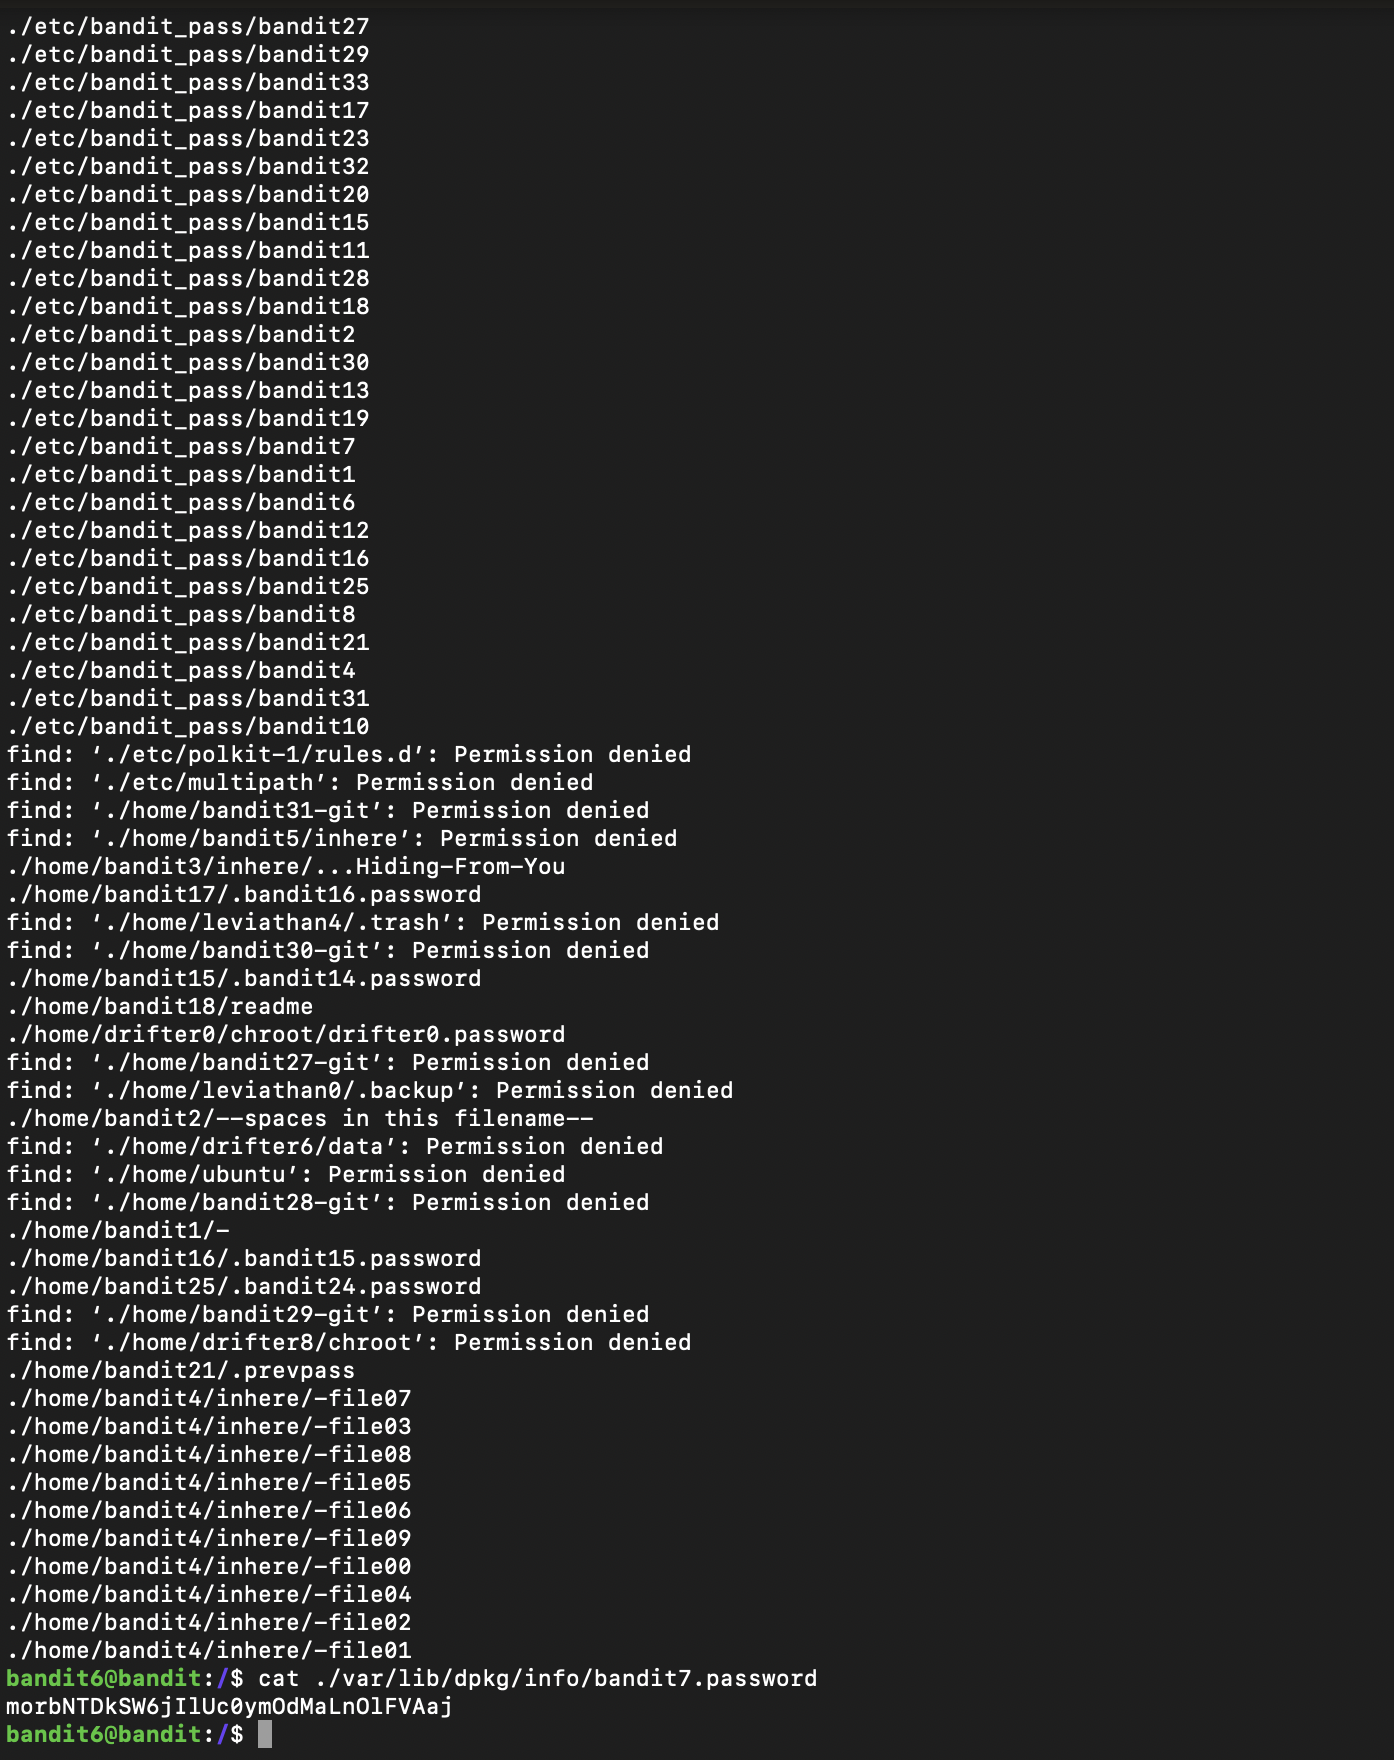 ./etc/bandit_pass/bandit27
./etc/bandit_pass/bandit29
./etc/bandit_pass/bandit33
./etc/bandit_pass/bandit17
./etc/bandit_pass/bandit23
./etc/bandit_pass/bandit32
./etc/bandit_pass/bandit20
./etc/bandit_pass/bandit15
./etc/bandit_pass/bandit11
./etc/bandit_pass/bandit28
./etc/bandit_pass/bandit18
./etc/bandit_pass/bandit2
./etc/bandit_pass/bandit30
./etc/bandit_pass/bandit13
./etc/bandit_pass/bandit19
./etc/bandit_pass/bandit7
./etc/bandit_pass/bandit1
./etc/bandit_pass/bandit6
./etc/bandit_pass/bandit12
./etc/bandit_pass/bandit16
./etc/bandit_pass/bandit25
./etc/bandit_pass/bandit8
./etc/bandit_pass/bandit21
./etc/bandit_pass/bandit4
./etc/bandit_pass/bandit31
./etc/bandit_pass/bandit10
find: ‘./etc/polkit-1/rules.d’: Permission denied
find: ‘./etc/multipath’: Permission denied
find: ‘./home/bandit31-git’: Permission denied
find: ‘./home/bandit5/inhere’: Permission denied
./home/bandit3/inhere/...Hiding-From-You
./home/bandit17/.bandit16.password
find: ‘./home/leviathan4/.trash’: Permission denied
find: ‘./home/bandit30-git’: Permission denied
./home/bandit15/.bandit14.password
./home/bandit18/readme
./home/drifter0/chroot/drifter0.password
find: ‘./home/bandit27-git’: Permission denied
find: ‘./home/leviathan0/.backup’: Permission denied
./home/bandit2/--spaces in this filename--
find: ‘./home/drifter6/data’: Permission denied
find: ‘./home/ubuntu’: Permission denied
find: ‘./home/bandit28-git’: Permission denied
./home/bandit1/-
./home/bandit16/.bandit15.password
./home/bandit25/.bandit24.password
find: ‘./home/bandit29-git’: Permission denied
find: ‘./home/drifter8/chroot’: Permission denied
./home/bandit21/.prevpass
./home/bandit4/inhere/-file07
./home/bandit4/inhere/-file03
./home/bandit4/inhere/-file08
./home/bandit4/inhere/-file05
./home/bandit4/inhere/-file06
./home/bandit4/inhere/-file09
./home/bandit4/inhere/-file00
./home/bandit4/inhere/-file04
./home/bandit4/inhere/-file02
./home/bandit4/inhere/-file01
bandit6@bandit:/$ cat ./var/lib/dpkg/info/bandit7.password
morbNTDkSW6jIlUc0ymOdMaLnOlFVAaj
bandit6@bandit:/$